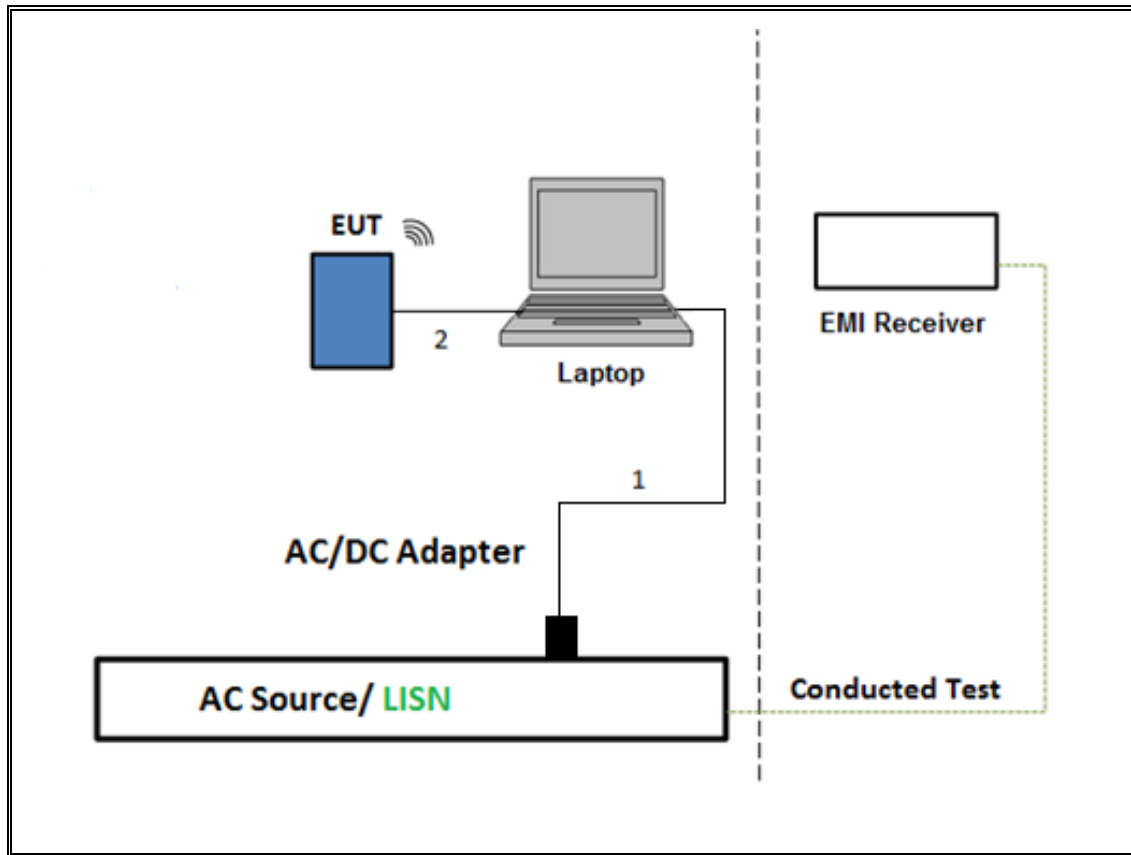 EUT
EMI Receiver
2
Laptop
1
AC/DC Adapter
AC Source/ LISN
Conducted Test